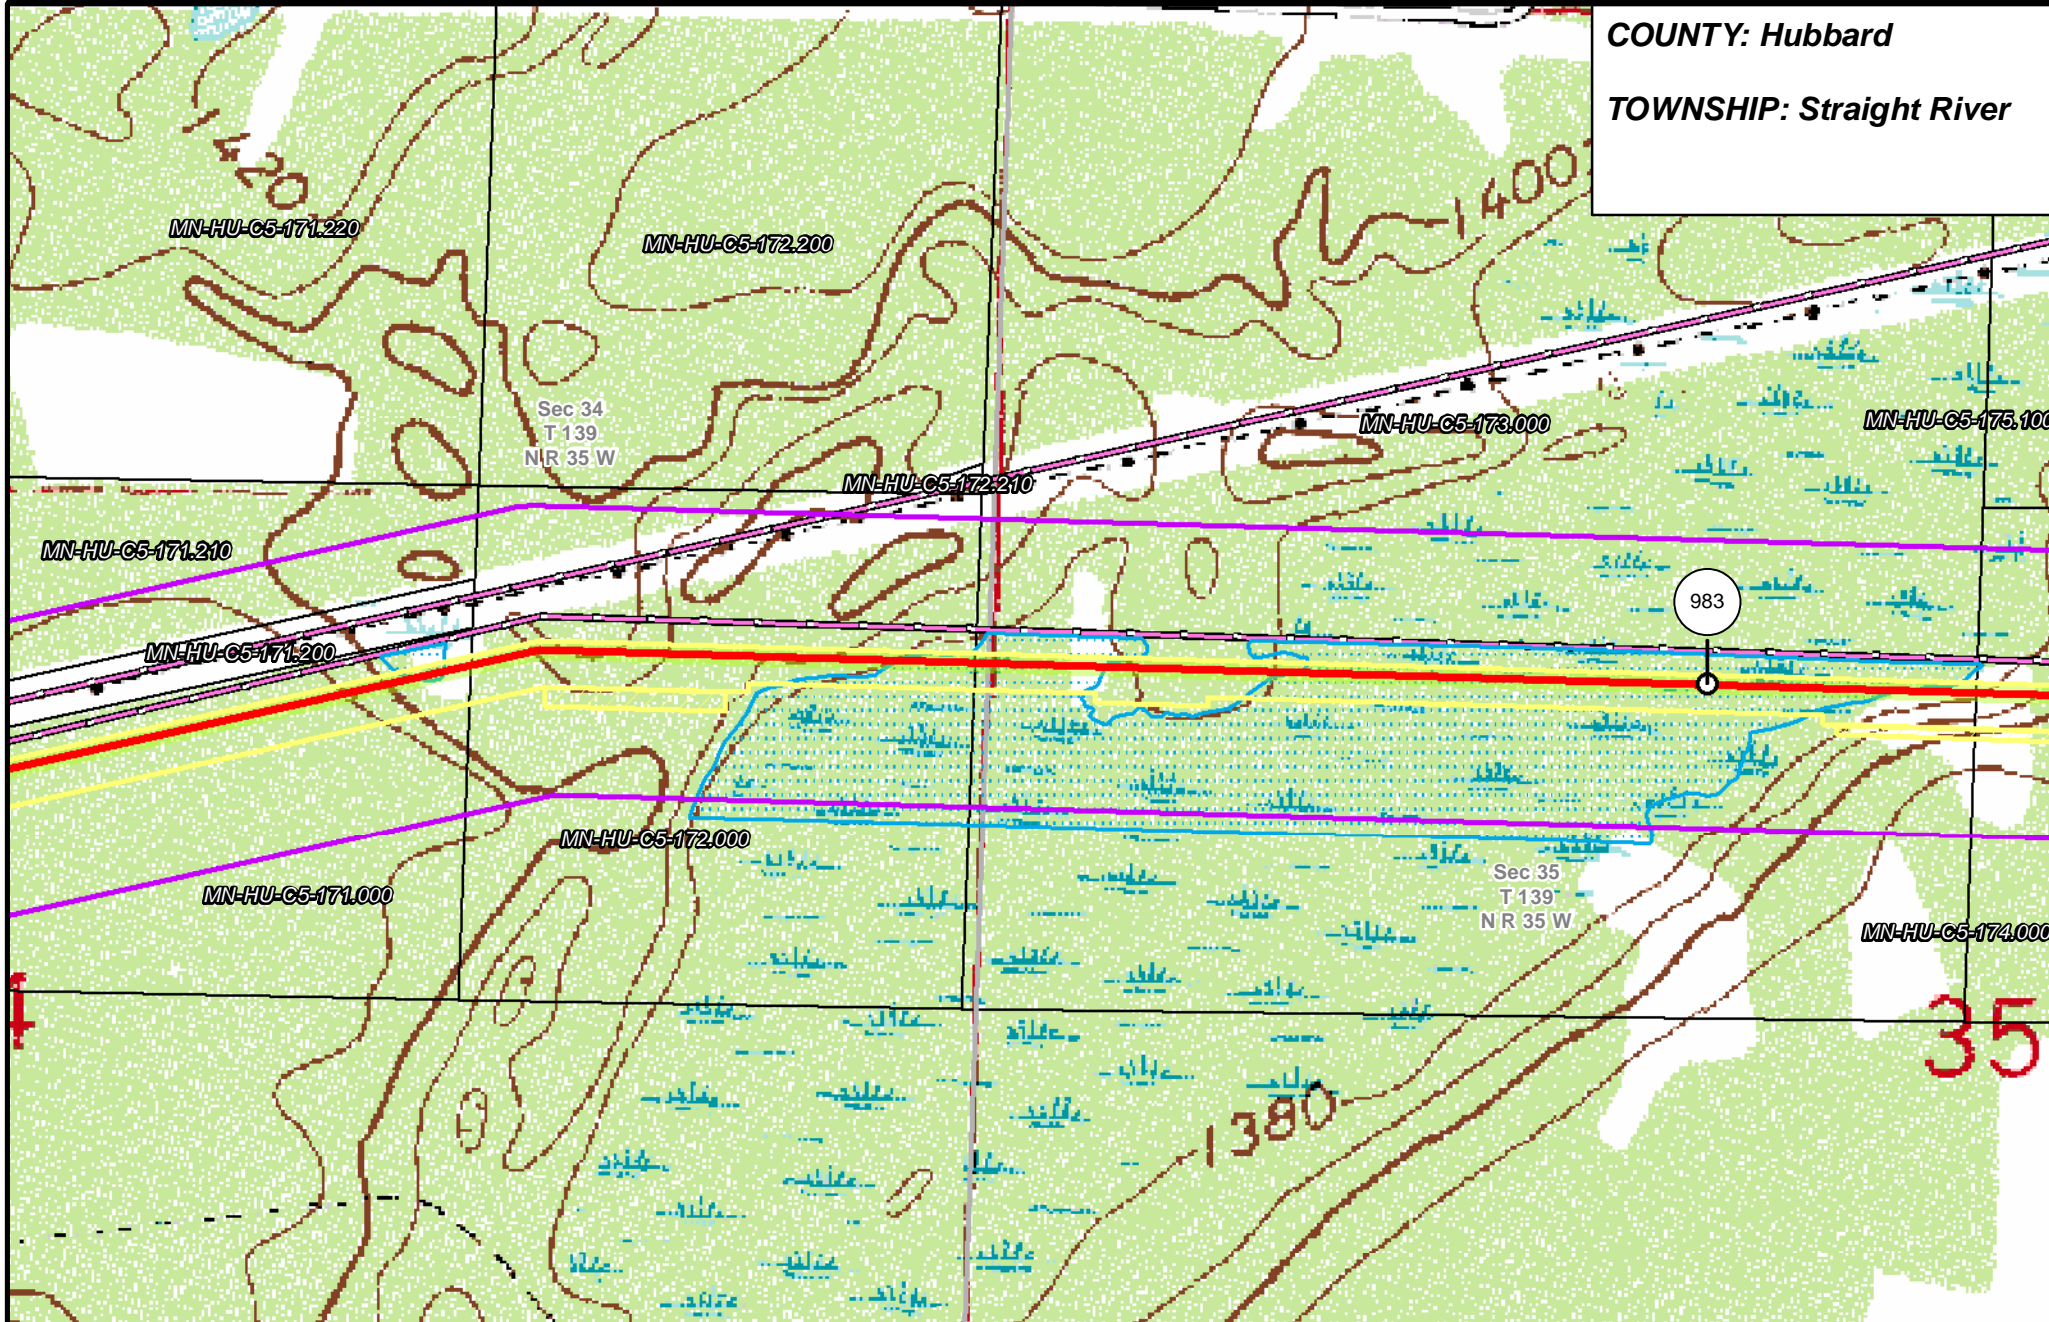 COUNTY: Hubbard
TOWNSHIP: Straight River
1420
1400
MN-HU-C5-171.220
MN-HU-C5-172.200
Sec 34
T 139
N R 35 W
MN-HU-C5-173.000
MN-HU-C5-175.100
MN-HU-C5-172.210
MN-HU-C5-171.210
983
MN-HU-C5-171.200
MN-HU-C5-172.000
MN-HU-C5-171.000
Sec 35
T 139
N R 35 W
MN-HU-C5-174.000
35
1380